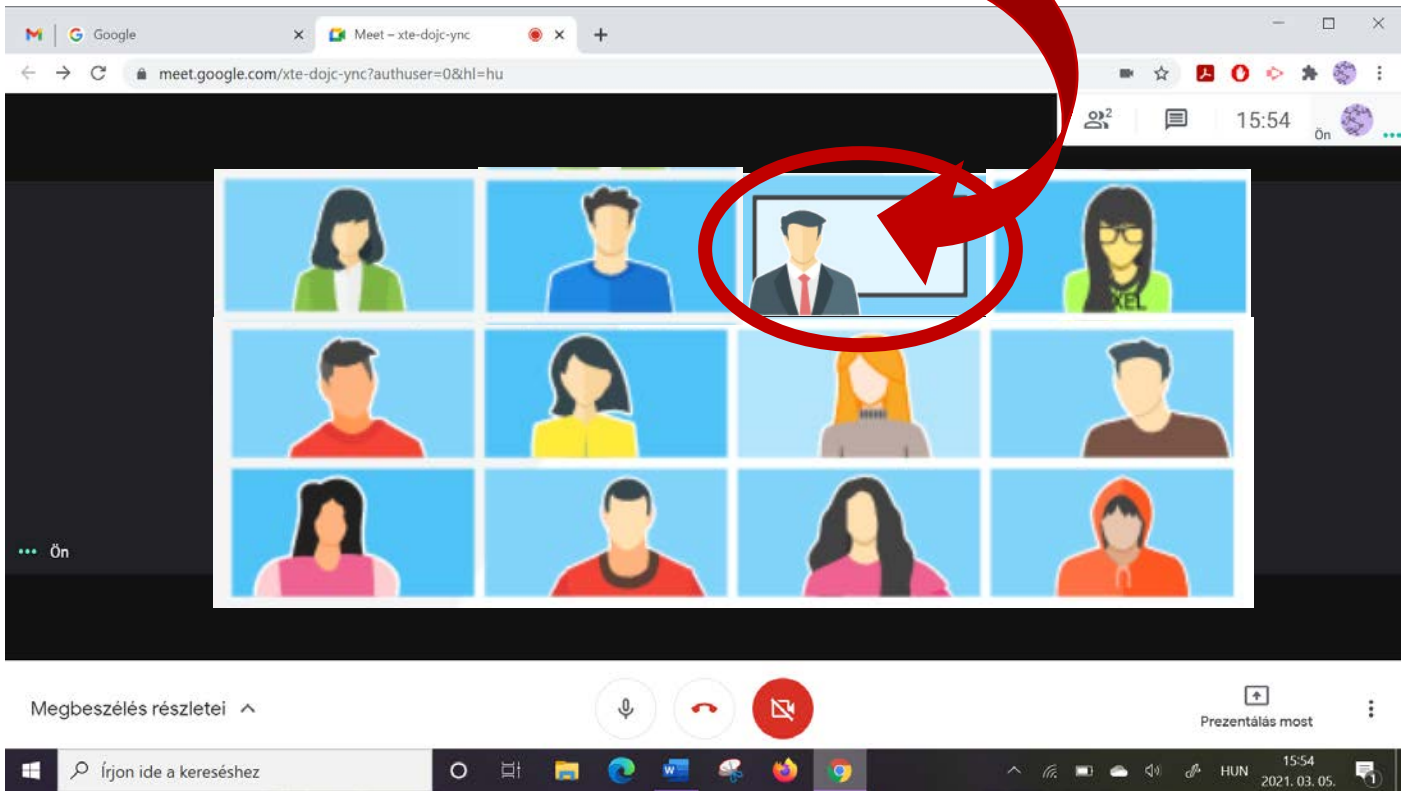 Google
Meet – xte-dojc-ync
meet.google.com/xte-dojc-ync?authuser=0&hl=hu
2
15:54
Ön
XEL
Ön
Megbeszélés részletei
Prezentálás most
Írjon ide a kereséshez
HUN
15:54
2021. 03. 05.
1